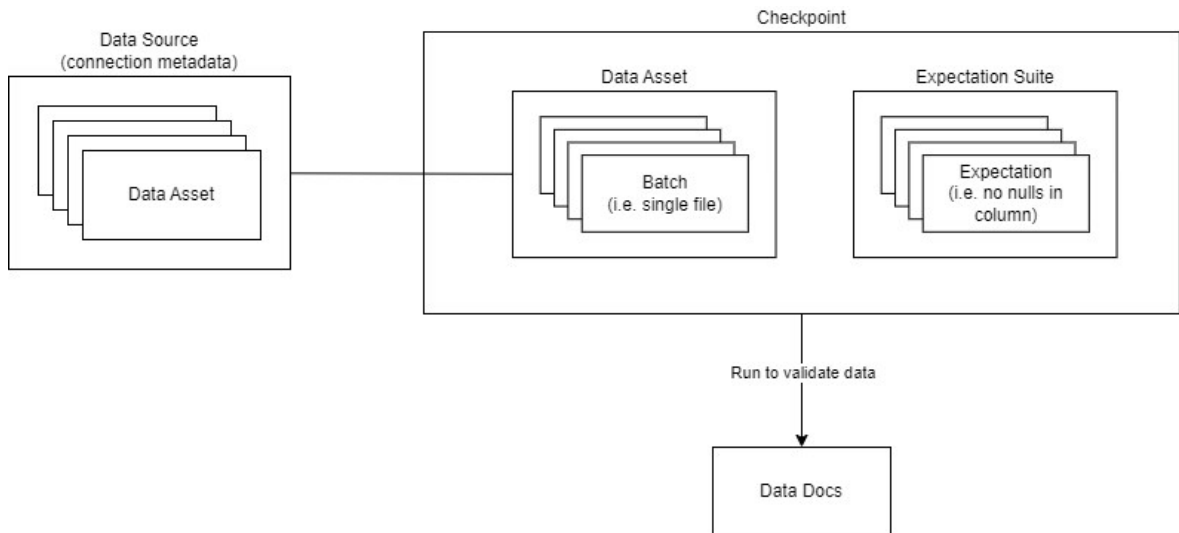 Checkpoint
Data Source
(connection metadata)
Data Asset
Data Asset
Batch
(i.e. single file)
Expectation Suite
Expectation
(i.e. no nulls in
column)
Run to validate data
Data Docs